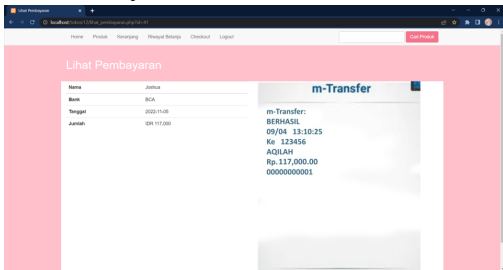 Lihat Pembayaran
localhost/tokoon12/lihat_pembayaran.php?id=41
Home Produk Keranjang Riwayat Belanja Checkout Logout
Cari Produk
Lihat Pembayaran
Nama Joshua
Bank BCA
Tanggal 2022-11-05
Jumlah IDR 117,000
m-Transfer
m-Transfer:
BERHASIL
09/04 13:10:25
Ke 123456
AQILAH
Rp.117,000.00
00000000001